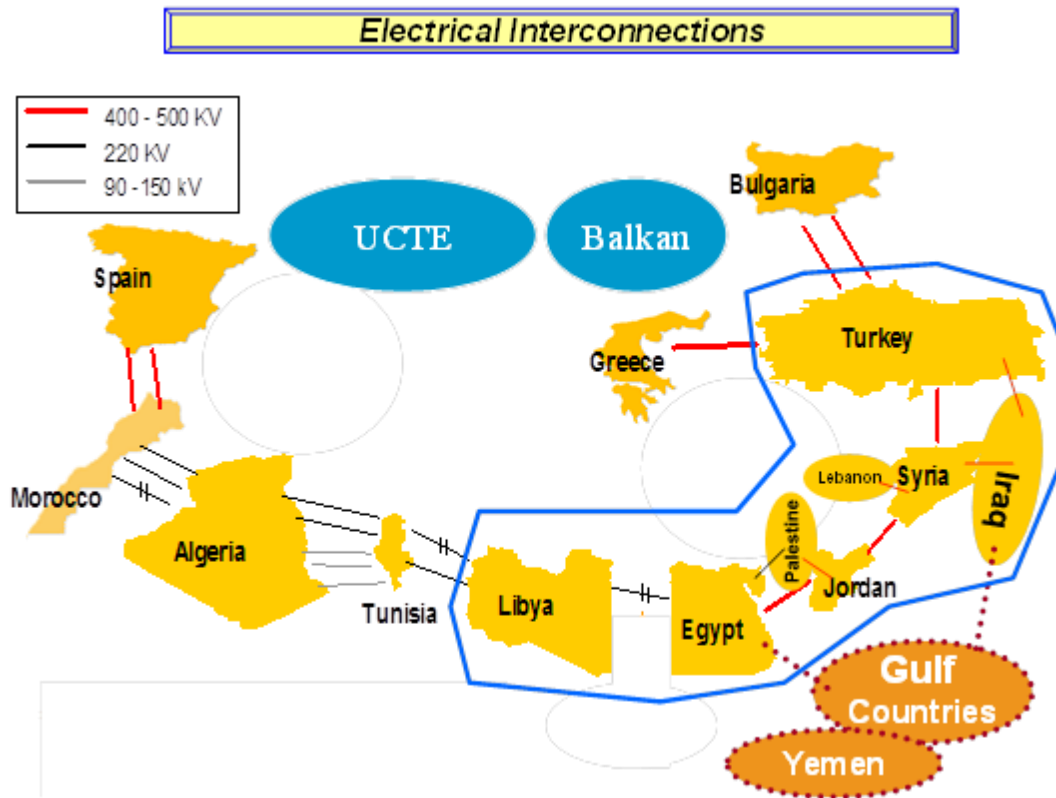 Electrical Interconnections
400 - 500 KV
220 KV
90 -150 kV
Bulgaria
UCTE
Balkan
Spain
Turkey
Greece
Lebanon
Syria
Iraq
Morocco
Algeria
Palestine
Jordan
Tunisia
Libya
Egypt
Gulf
Countries
Yemen